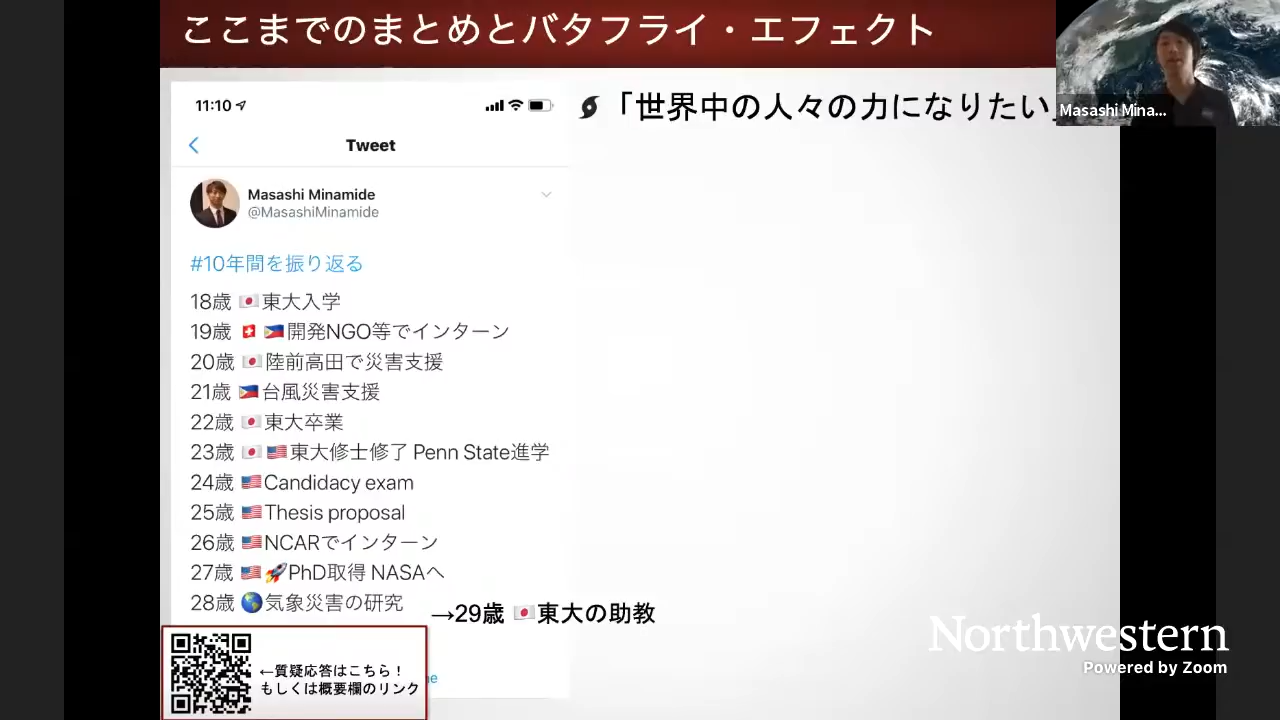 ここまでのまとめとバタフライ・エフェクト
11:10
「世界中の人々の力になりたい」
Masashi Mina...
Tweet
Masashi Minamide
@MasashiMinamide
#10年間を振り返る
18歳 🇯🇵東大入学
19歳 🇨🇭🇵🇭開発NGO等でインターン
20歳 🇯🇵陸前高田で災害支援
21歳 🇵🇭台風災害支援
22歳 🇯🇵東大卒業
23歳 🇯🇵🇺🇸東大修士修了 Penn State進学
24歳 🇺🇸Candidacy exam
25歳 🇺🇸Thesis proposal
26歳 🇺🇸NCARでインターン
27歳 🇺🇸🚀PhD取得 NASAへ
28歳 🌎気象災害の研究
→29歳 🇯🇵東大の助教
←質疑応答はこちら！
もしくは概要欄のリンク
Northwestern
Powered by Zoom